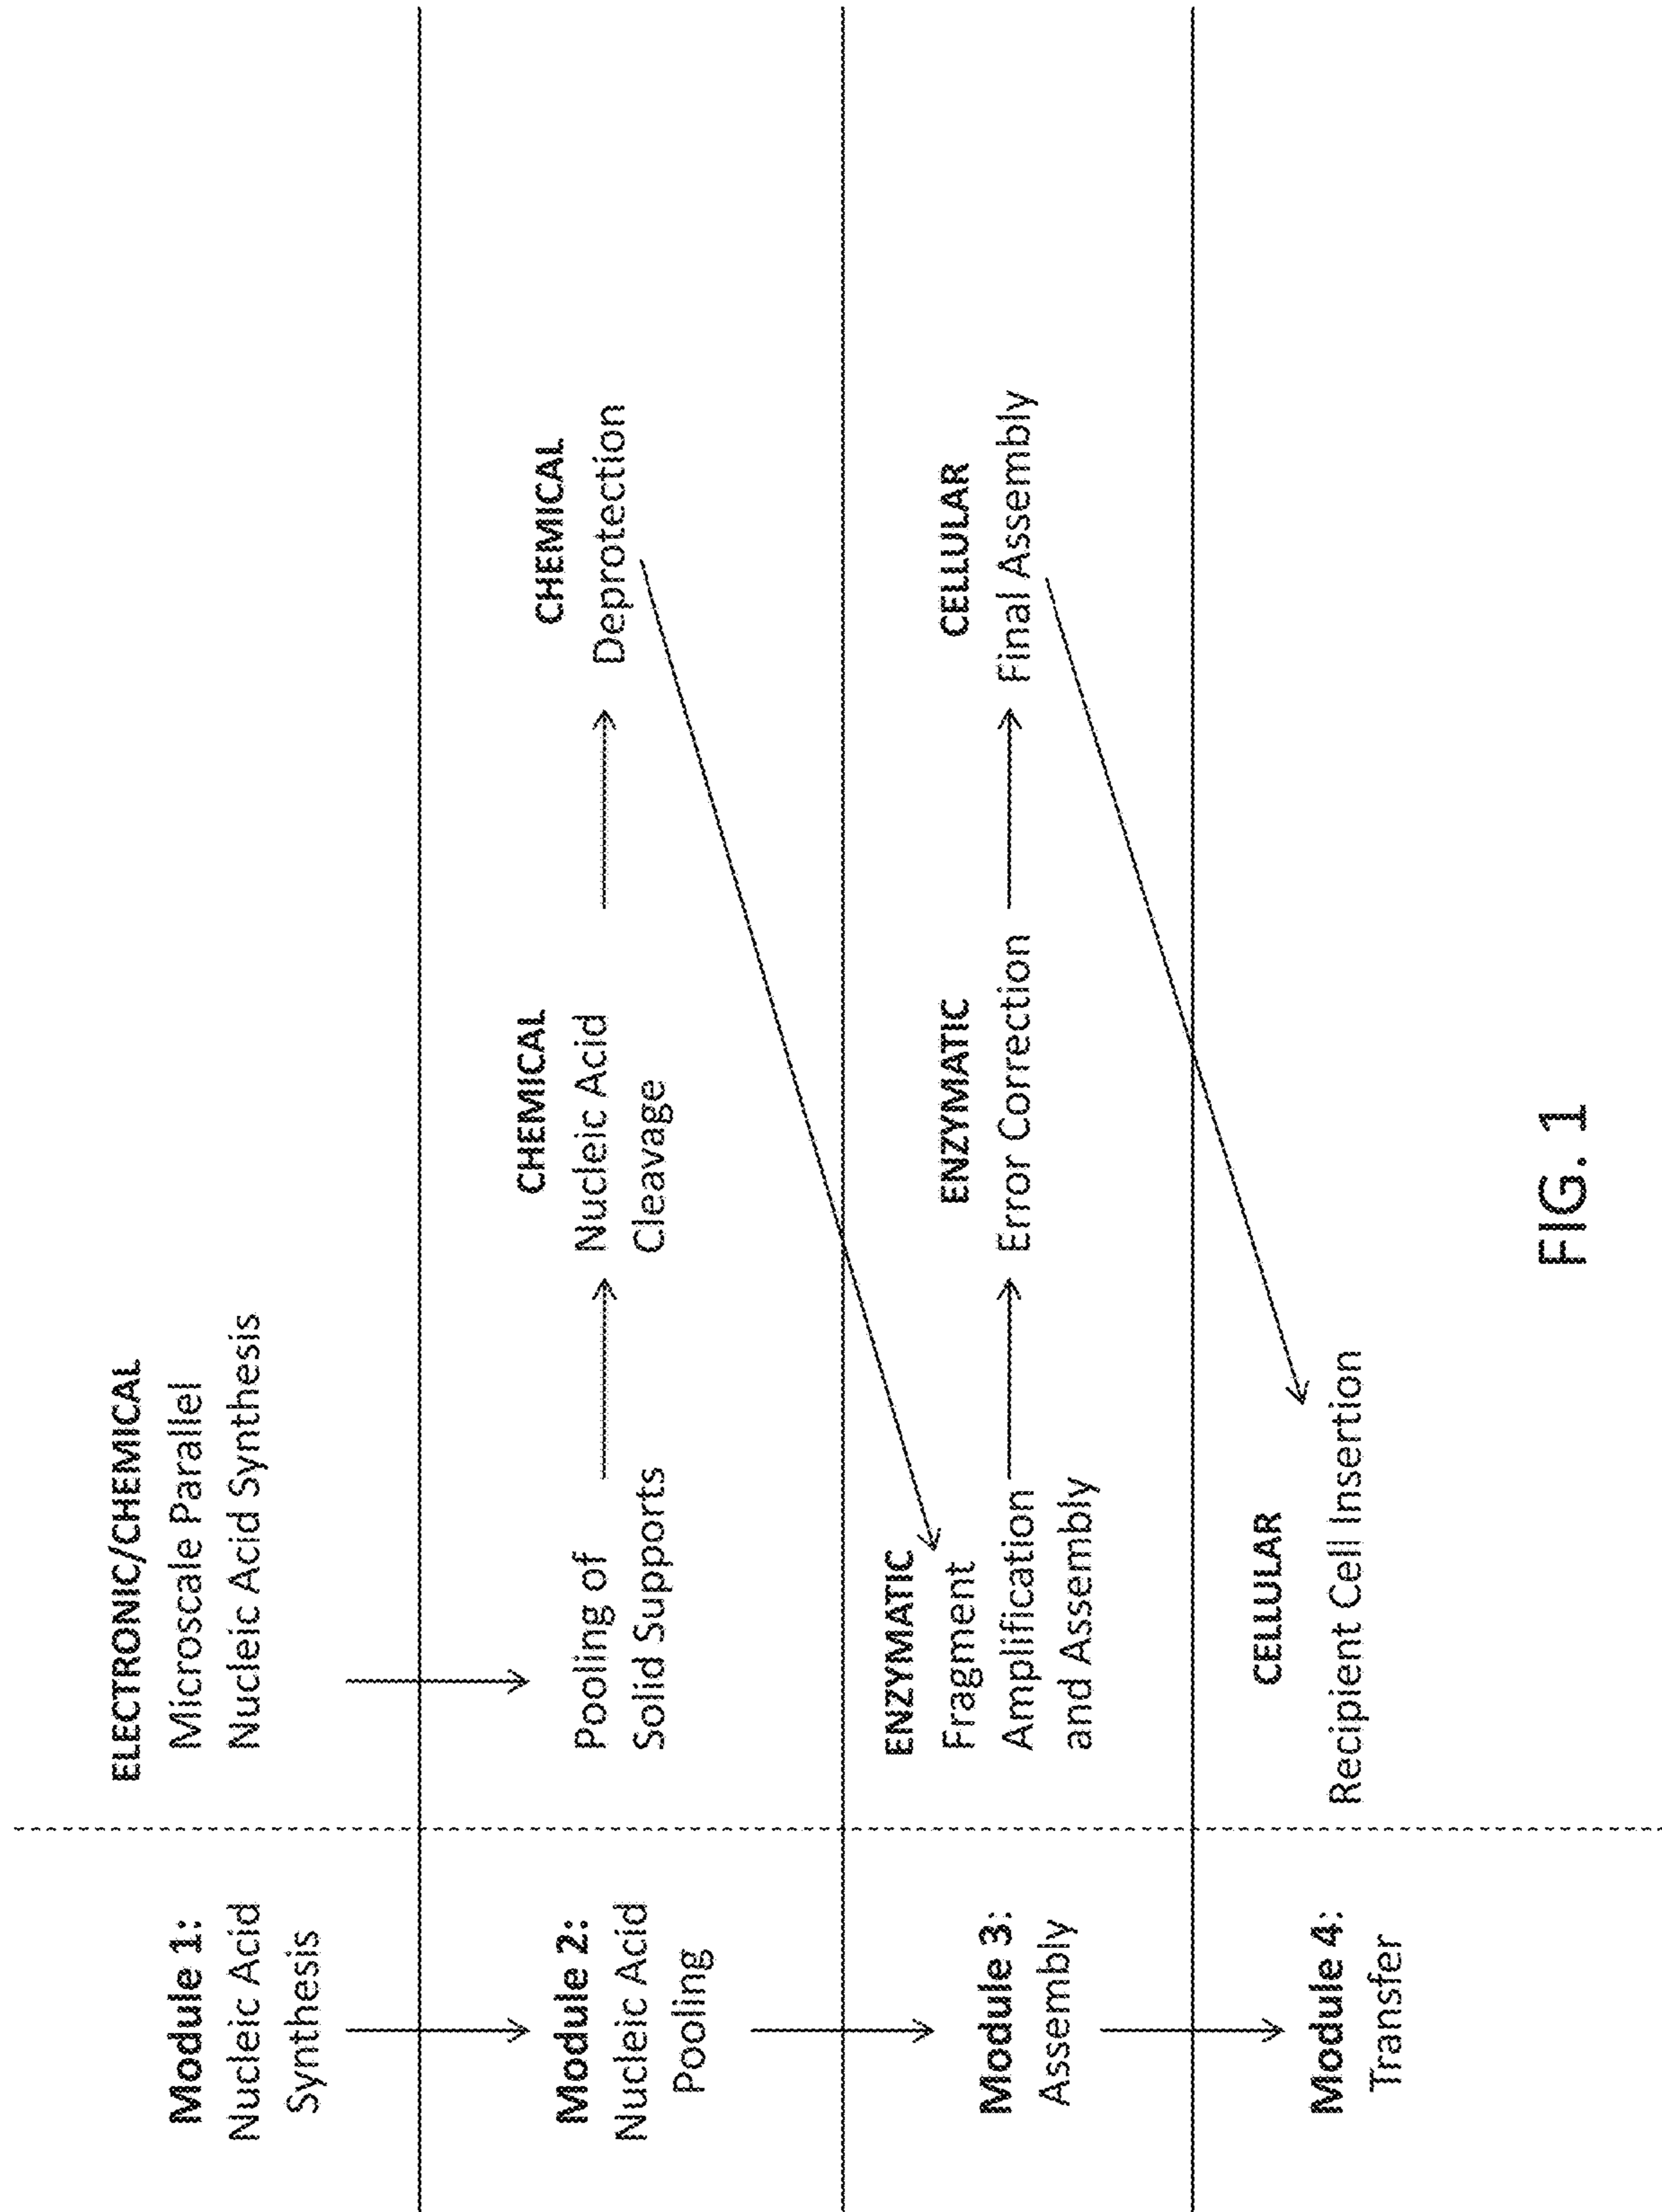 Module 1:
Nucleic Acid
Synthesis
ELECTRONIC/CHEMICAL
Microscale Parallel
Nucleic Acid Synthesis
Module 2:
Nucleic Acid
Pooling
Pooling of
Solid Supports
CHEMICAL
Nucleic Acid
Cleavage
CHEMICAL
Deprotection
Module 3:
Assembly
ENZYMATIC
Fragment
Amplification
and Assembly
ENZYMATIC
Error Correction
CELLULAR
Final Assembly
Module 4:
Transfer
CELLULAR
Recipient Cell Insertion
FIG. 1